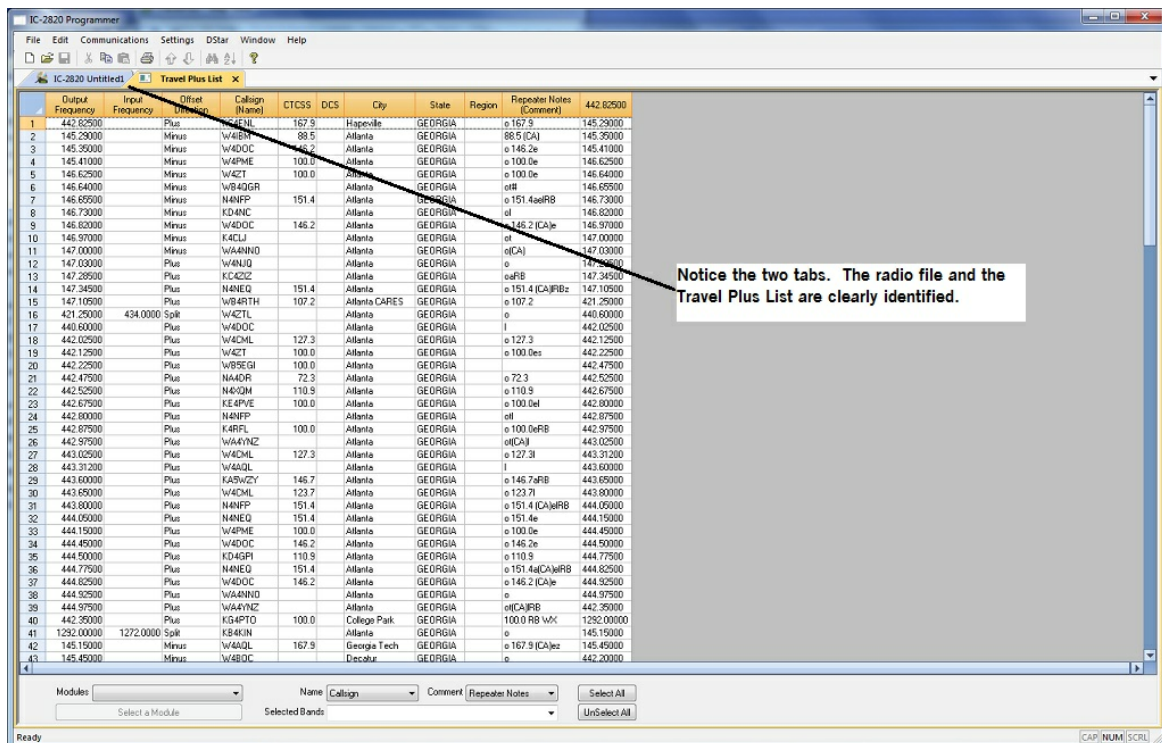 IC-2820 Programmer
File Edit Communications Settings DStar Window Help
IC-2820 Untitled1 Travel Plus List X
Output Frequency Input Frequency Offset Direction Callsign (Name) CTCSS DCS City State Region Repeater Notes (Comment) 442.82500
1 442.82500 Plus 167.9 Hapeville GEORGIA o 167.9 145.29000
2 145.29000 Minus W4IBM 88.5 Atlanta GEORGIA 88.5 (CA) 145.35000
3 145.35000 Minus W4DOC Atlanta GEORGIA o 146.2e 145.41000
4 145.41000 Minus W4PME 100.0 Atlanta GEORGIA o 100.0e 146.62500
5 146.62500 Minus W4ZT 100.0 Atlanta GEORGIA o 100.0e 146.64000
6 146.64000 Minus WB4QGR Atlanta GEORGIA ot# 146.65500
7 146.65500 Minus N4NFP 151.4 Atlanta GEORGIA o 151.4aelRB 146.73000
8 146.73000 Minus KD4NC Atlanta GEORGIA ol 146.82000
9 146.82000 Minus W4DOC 146.2 Atlanta GEORGIA o 146.2 (CA)e 146.97000
10 146.97000 Minus K4CLJ Atlanta GEORGIA ot 147.00000
11 147.00000 Minus WA4NNO Atlanta GEORGIA o(CA) 147.03000
12 147.03000 Plus W4NJQ Atlanta GEORGIA o
13 147.28500 Plus KC4ZIZ Atlanta GEORGIA oaRB 147.34500
14 147.34500 Plus N4NEQ 151.4 Atlanta GEORGIA o 151.4 (CA)lRBz 147.10500
15 147.10500 Plus WB4RTH 107.2 Atlanta CARES GEORGIA o 107.2 421.25000
16 421.25000 434.0000 Split W4ZTL Atlanta GEORGIA o 440.60000
17 440.60000 Plus W4DOC Atlanta GEORGIA l 442.02500
18 442.02500 Plus W4CML 127.3 Atlanta GEORGIA o 127.3 442.12500
19 442.12500 Plus W4ZT 100.0 Atlanta GEORGIA o 100.0es 442.22500
20 442.22500 Plus WB5EGI 100.0 Atlanta GEORGIA 442.47500
21 442.47500 Plus NA4DR 72.3 Atlanta GEORGIA o 72.3 442.52500
22 442.52500 Plus N4XQM 110.9 Atlanta GEORGIA o 110.9 442.67500
23 442.67500 Plus KE4PVE 100.0 Atlanta GEORGIA o 100.0el 442.80000
24 442.80000 Plus N4NFP Atlanta GEORGIA otl 442.87500
25 442.87500 Plus K4RFL 100.0 Atlanta GEORGIA o 100.0eRB 442.97500
26 442.97500 Plus WA4YNZ Atlanta GEORGIA ot(CA)l 443.02500
27 443.02500 Plus W4CML 127.3 Atlanta GEORGIA o 127.3l 443.31200
28 443.31200 Plus W4AQL Atlanta GEORGIA l 443.60000
29 443.60000 Plus KA5WZY 146.7 Atlanta GEORGIA o 146.7aRB 443.65000
30 443.65000 Plus W4CML 123.7 Atlanta GEORGIA o 123.7l 443.80000
31 443.80000 Plus N4NFP 151.4 Atlanta GEORGIA o 151.4 (CA)elRB 444.05000
32 444.05000 Plus N4NEQ 151.4 Atlanta GEORGIA o 151.4e 444.15000
33 444.15000 Plus W4PME 100.0 Atlanta GEORGIA o 100.0e 444.45000
34 444.45000 Plus W4DOC 146.2 Atlanta GEORGIA o 146.2e 444.50000
35 444.50000 Plus KD4GPI 110.9 Atlanta GEORGIA o 110.9 444.77500
36 444.77500 Plus N4NEQ 151.4 Atlanta GEORGIA o 151.4a(CA)elRB 444.82500
37 444.82500 Plus W4DOC 146.2 Atlanta GEORGIA o 146.2 (CA)e 444.92500
38 444.92500 Plus WA4NNO Atlanta GEORGIA o 444.97500
39 444.97500 Plus WA4YNZ Atlanta GEORGIA ot(CA)lRB 442.35000
40 442.35000 Plus KG4PTO 100.0 College Park GEORGIA 100.0 RB WX 1292.00000
41 1292.00000 1272.0000 Split KB4KIN Atlanta GEORGIA o 145.15000
42 145.15000 Minus W4AQL 167.9 Georgia Tech GEORGIA o 167.9 (CA)ez 145.45000
43 145.45000 Minus W4BOC Decatur GEORGIA o 442.20000
Notice the two tabs. The radio file and the
Travel Plus List are clearly identified.
Modules Name Callsign Comment Repeater Notes Select All
Select a Module Selected Bands UnSelect All
Ready CAP NUM SCRL